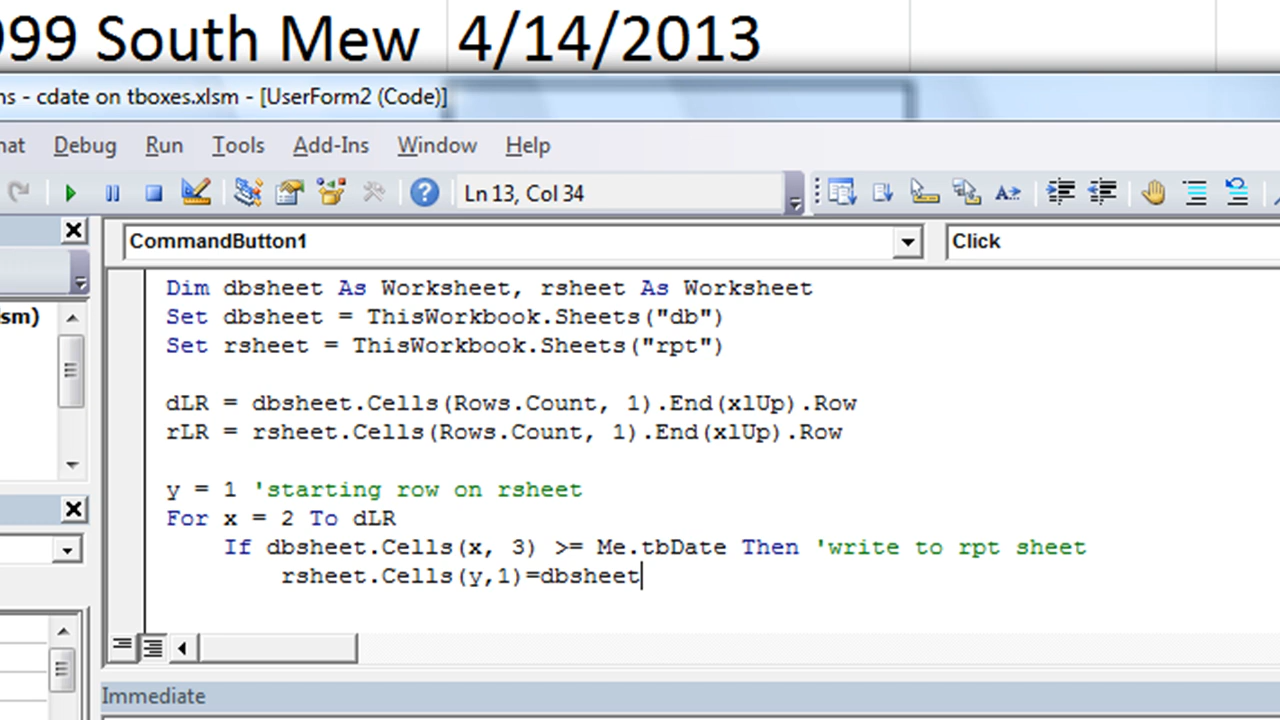 999 South Mew 4/14/2013
ns - cdate on tboxes.xlsm - [UserForm2 (Code)]
mat Debug Run Tools Add-Ins Window Help
Ln 13, Col 34
CommandButton1 Click
sm)
Dim dbsheet As Worksheet, rsheet As Worksheet
Set dbsheet = ThisWorkbook.Sheets("db")
Set rsheet = ThisWorkbook.Sheets("rpt")
dLR = dbsheet.Cells(Rows.Count, 1).End(xlUp).Row
rLR = rsheet.Cells(Rows.Count, 1).End(xlUp).Row
y = 1 'starting row on rsheet
For x = 2 To dLR
If dbsheet.Cells(x, 3) >= Me.tbDate Then 'write to rpt sheet
rsheet.Cells(y,1)=dbsheet
Immediate